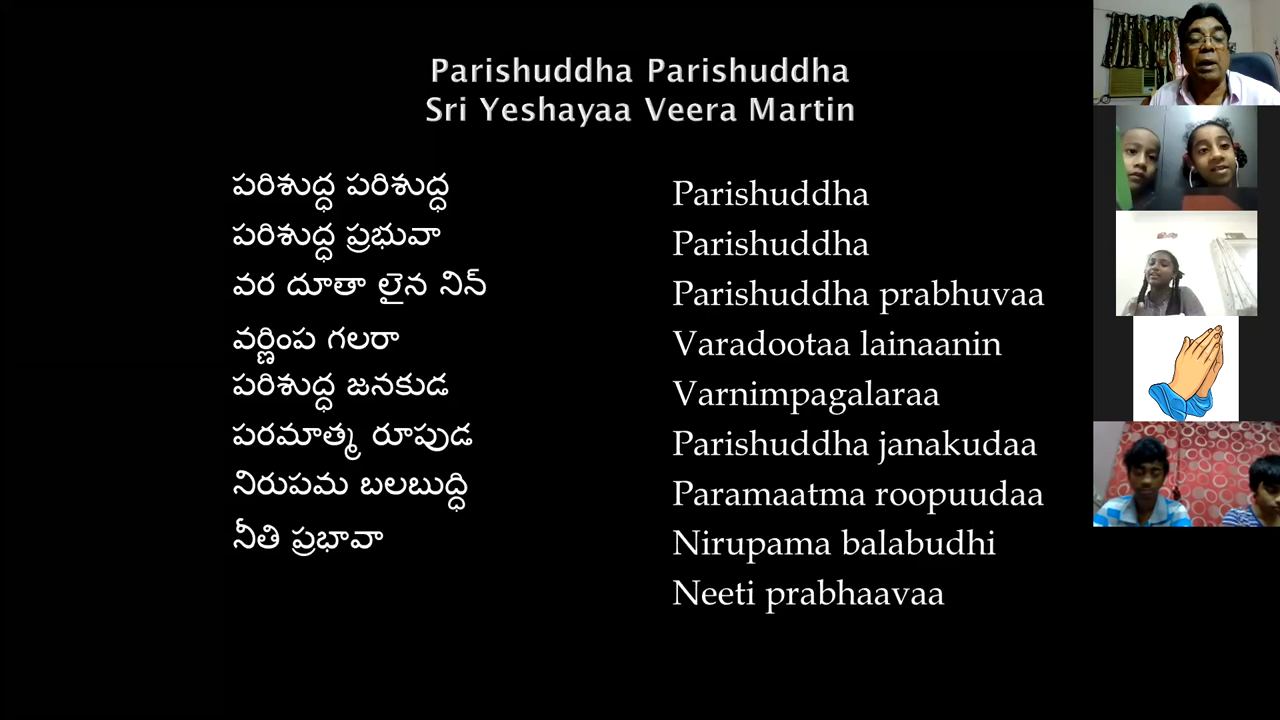 Parishuddha Parishuddha
Sri Yeshayaa Veera Martin
పరిశుద్ధ పరిశుద్ధ
పరిశుద్ధ ప్రభువా
వర దూతా లైన నిన్
వర్ణింప గలరా
పరిశుద్ధ జనకుడ
పరమాత్మ రూపుడ
నిరుపమ బలబుద్ధి
నీతి ప్రభావా
Parishuddha
Parishuddha
Parishuddha prabhuvaa
Varadootaa lainaanin
Varnimpagalaraa
Parishuddha janakudaa
Paramaatma roopuudaa
Nirupama balabudhi
Neeti prabhaavaa